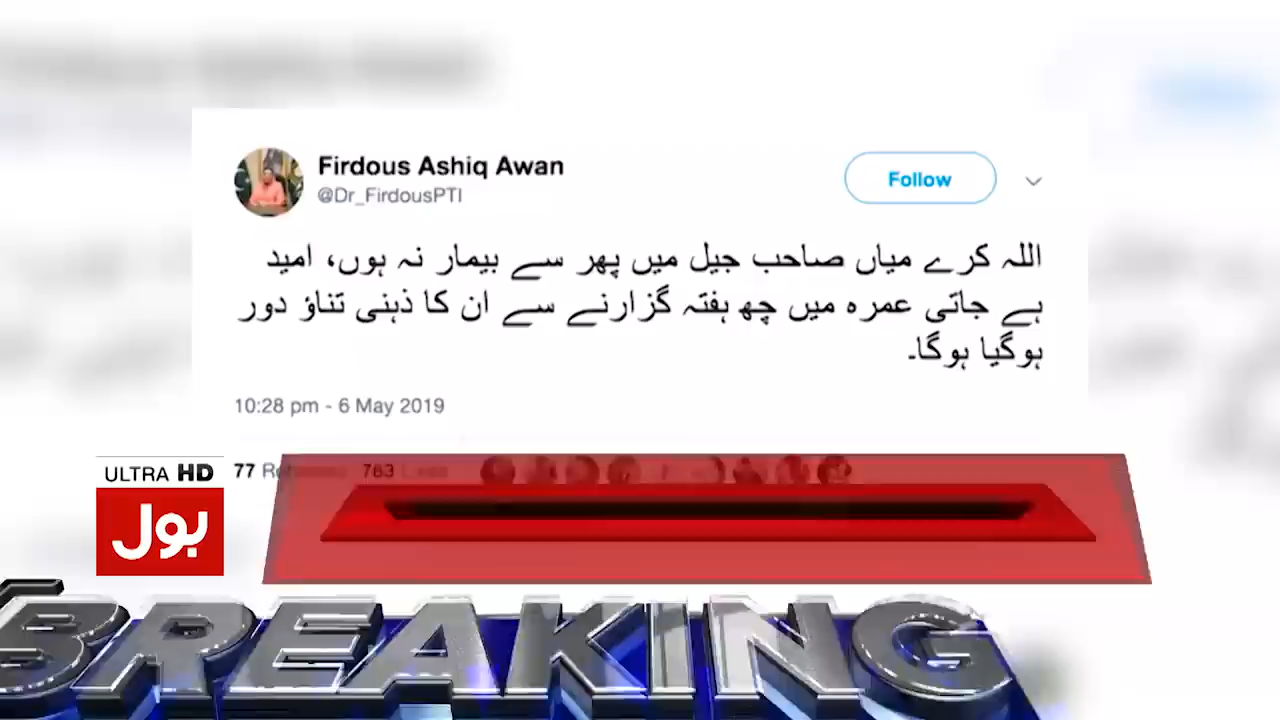 Firdous Ashiq Awan
@Dr_FirdousPTI
Follow
اللہ کرے میاں صاحب جیل میں پھر سے بیمار نہ ہوں، امید
ہے جاتی عمرہ میں چھ ہفتہ گزارنے سے ان کا ذہنی تناؤ دور
ہوگیا ہوگا۔
10:28 pm - 6 May 2019
77 763
ULTRA HD
بول
BREAKING